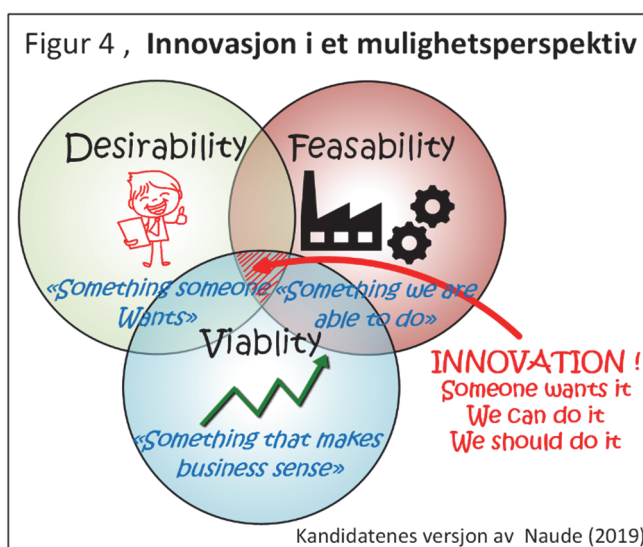 Figur 4 , Innovasjon i et mulighetsperspektiv
Desirability
Feasability
«Something someone
Wants»
«Something we are
able to do»
Viablity
«Something that makes
business sense»
INNOVATION !
Someone wants it
We can do it
We should do it
Kandidatenes versjon av Naude (2019)